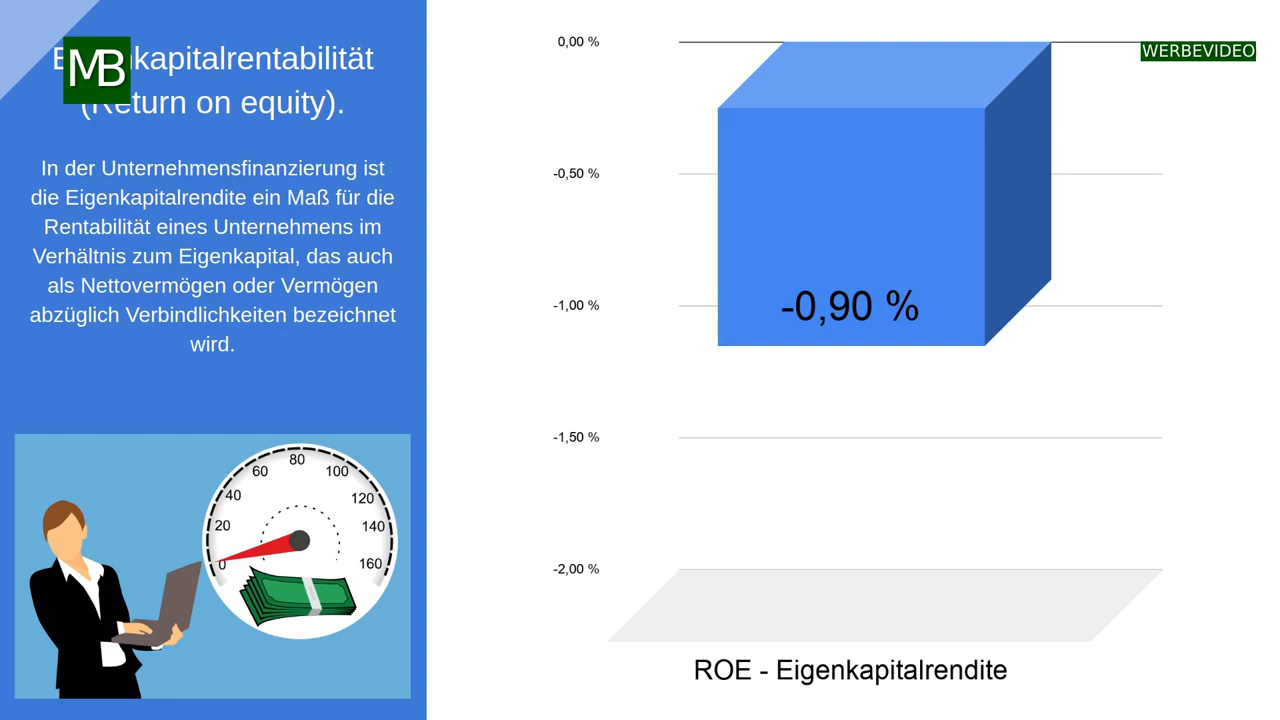 MB
kapitalrentabilität
(Return on equity).
In der Unternehmensfinanzierung ist
die Eigenkapitalrendite ein Maß für die
Rentabilität eines Unternehmens im
Verhältnis zum Eigenkapital, das auch
als Nettovermögen oder Vermögen
abzüglich Verbindlichkeiten bezeichnet
wird.
0
20
40
60
80
100
120
140
160
0,00 %
-0,50 %
-1,00 %
-1,50 %
-2,00 %
-0,90 %
ROE - Eigenkapitalrendite
WERBEVIDEO